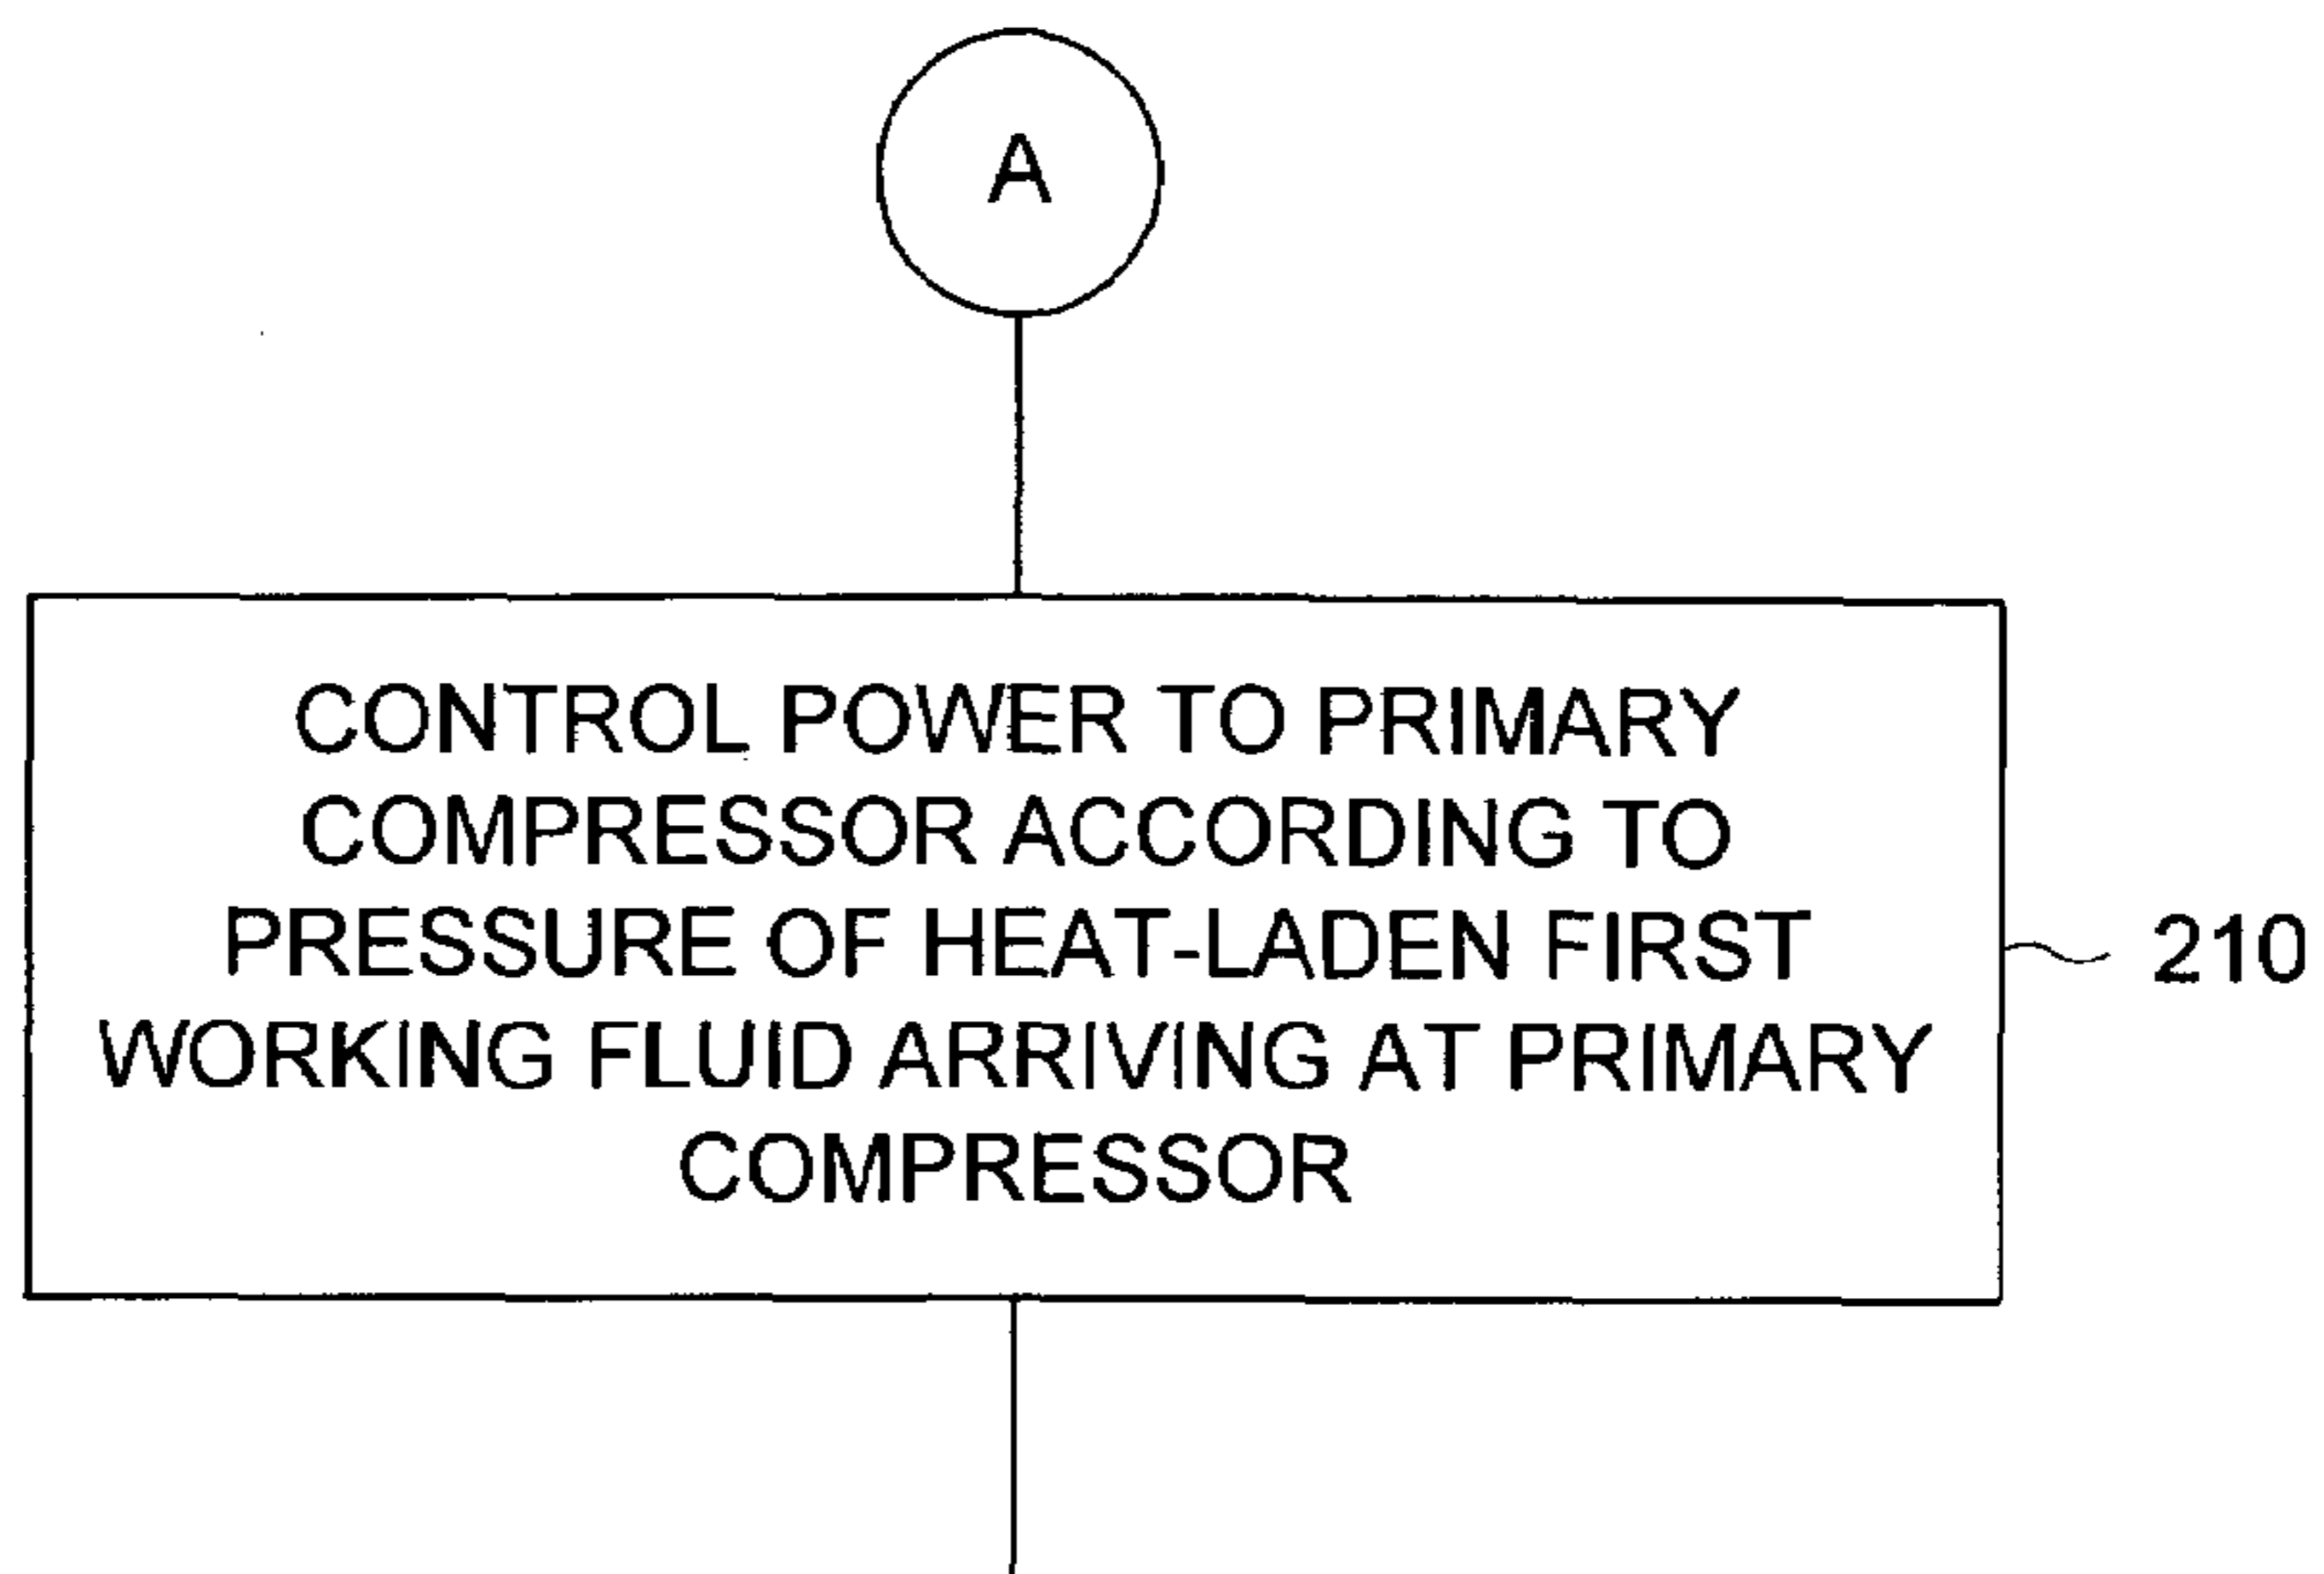 A
CONTROL POWER TO PRIMARY
COMPRESSOR ACCORDING TO
PRESSURE OF HEAT-LADEN FIRST
WORKING FLUID ARRIVING AT PRIMARY
COMPRESSOR
210